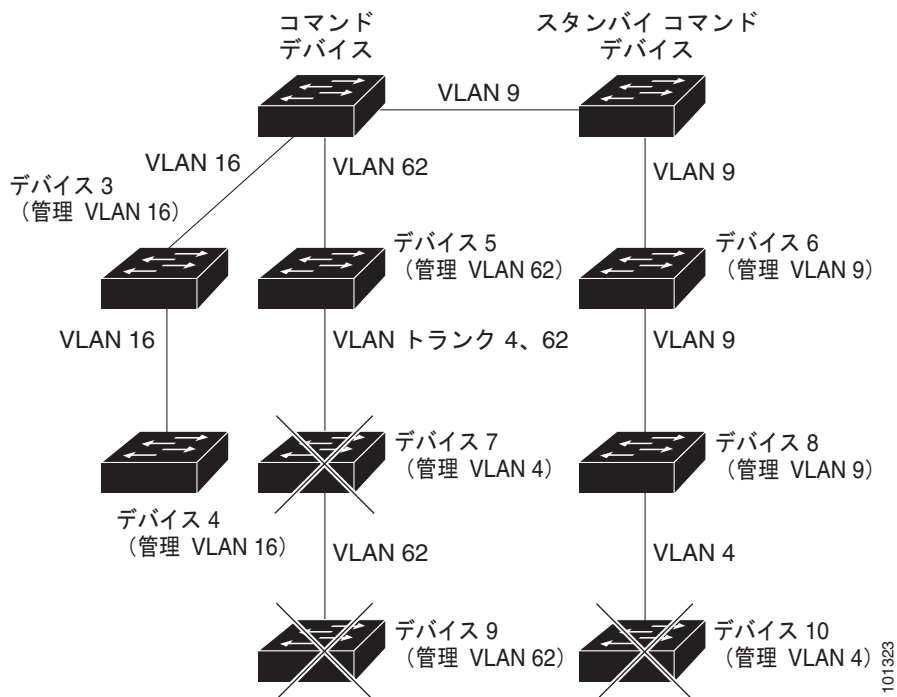 コマンド
デバイス
スタンバイ コマンド
デバイス
VLAN 9
VLAN 16
VLAN 62
VLAN 9
デバイス 3
（管理 VLAN 16）
デバイス 5
（管理 VLAN 62）
デバイス 6
（管理 VLAN 9）
VLAN 16
VLAN トランク 4、62
VLAN 9
デバイス 7
（管理 VLAN 4）
デバイス 8
（管理 VLAN 9）
デバイス 4
（管理 VLAN 16）
VLAN 62
VLAN 4
デバイス 9
（管理 VLAN 62）
デバイス 10
（管理 VLAN 4）
101323